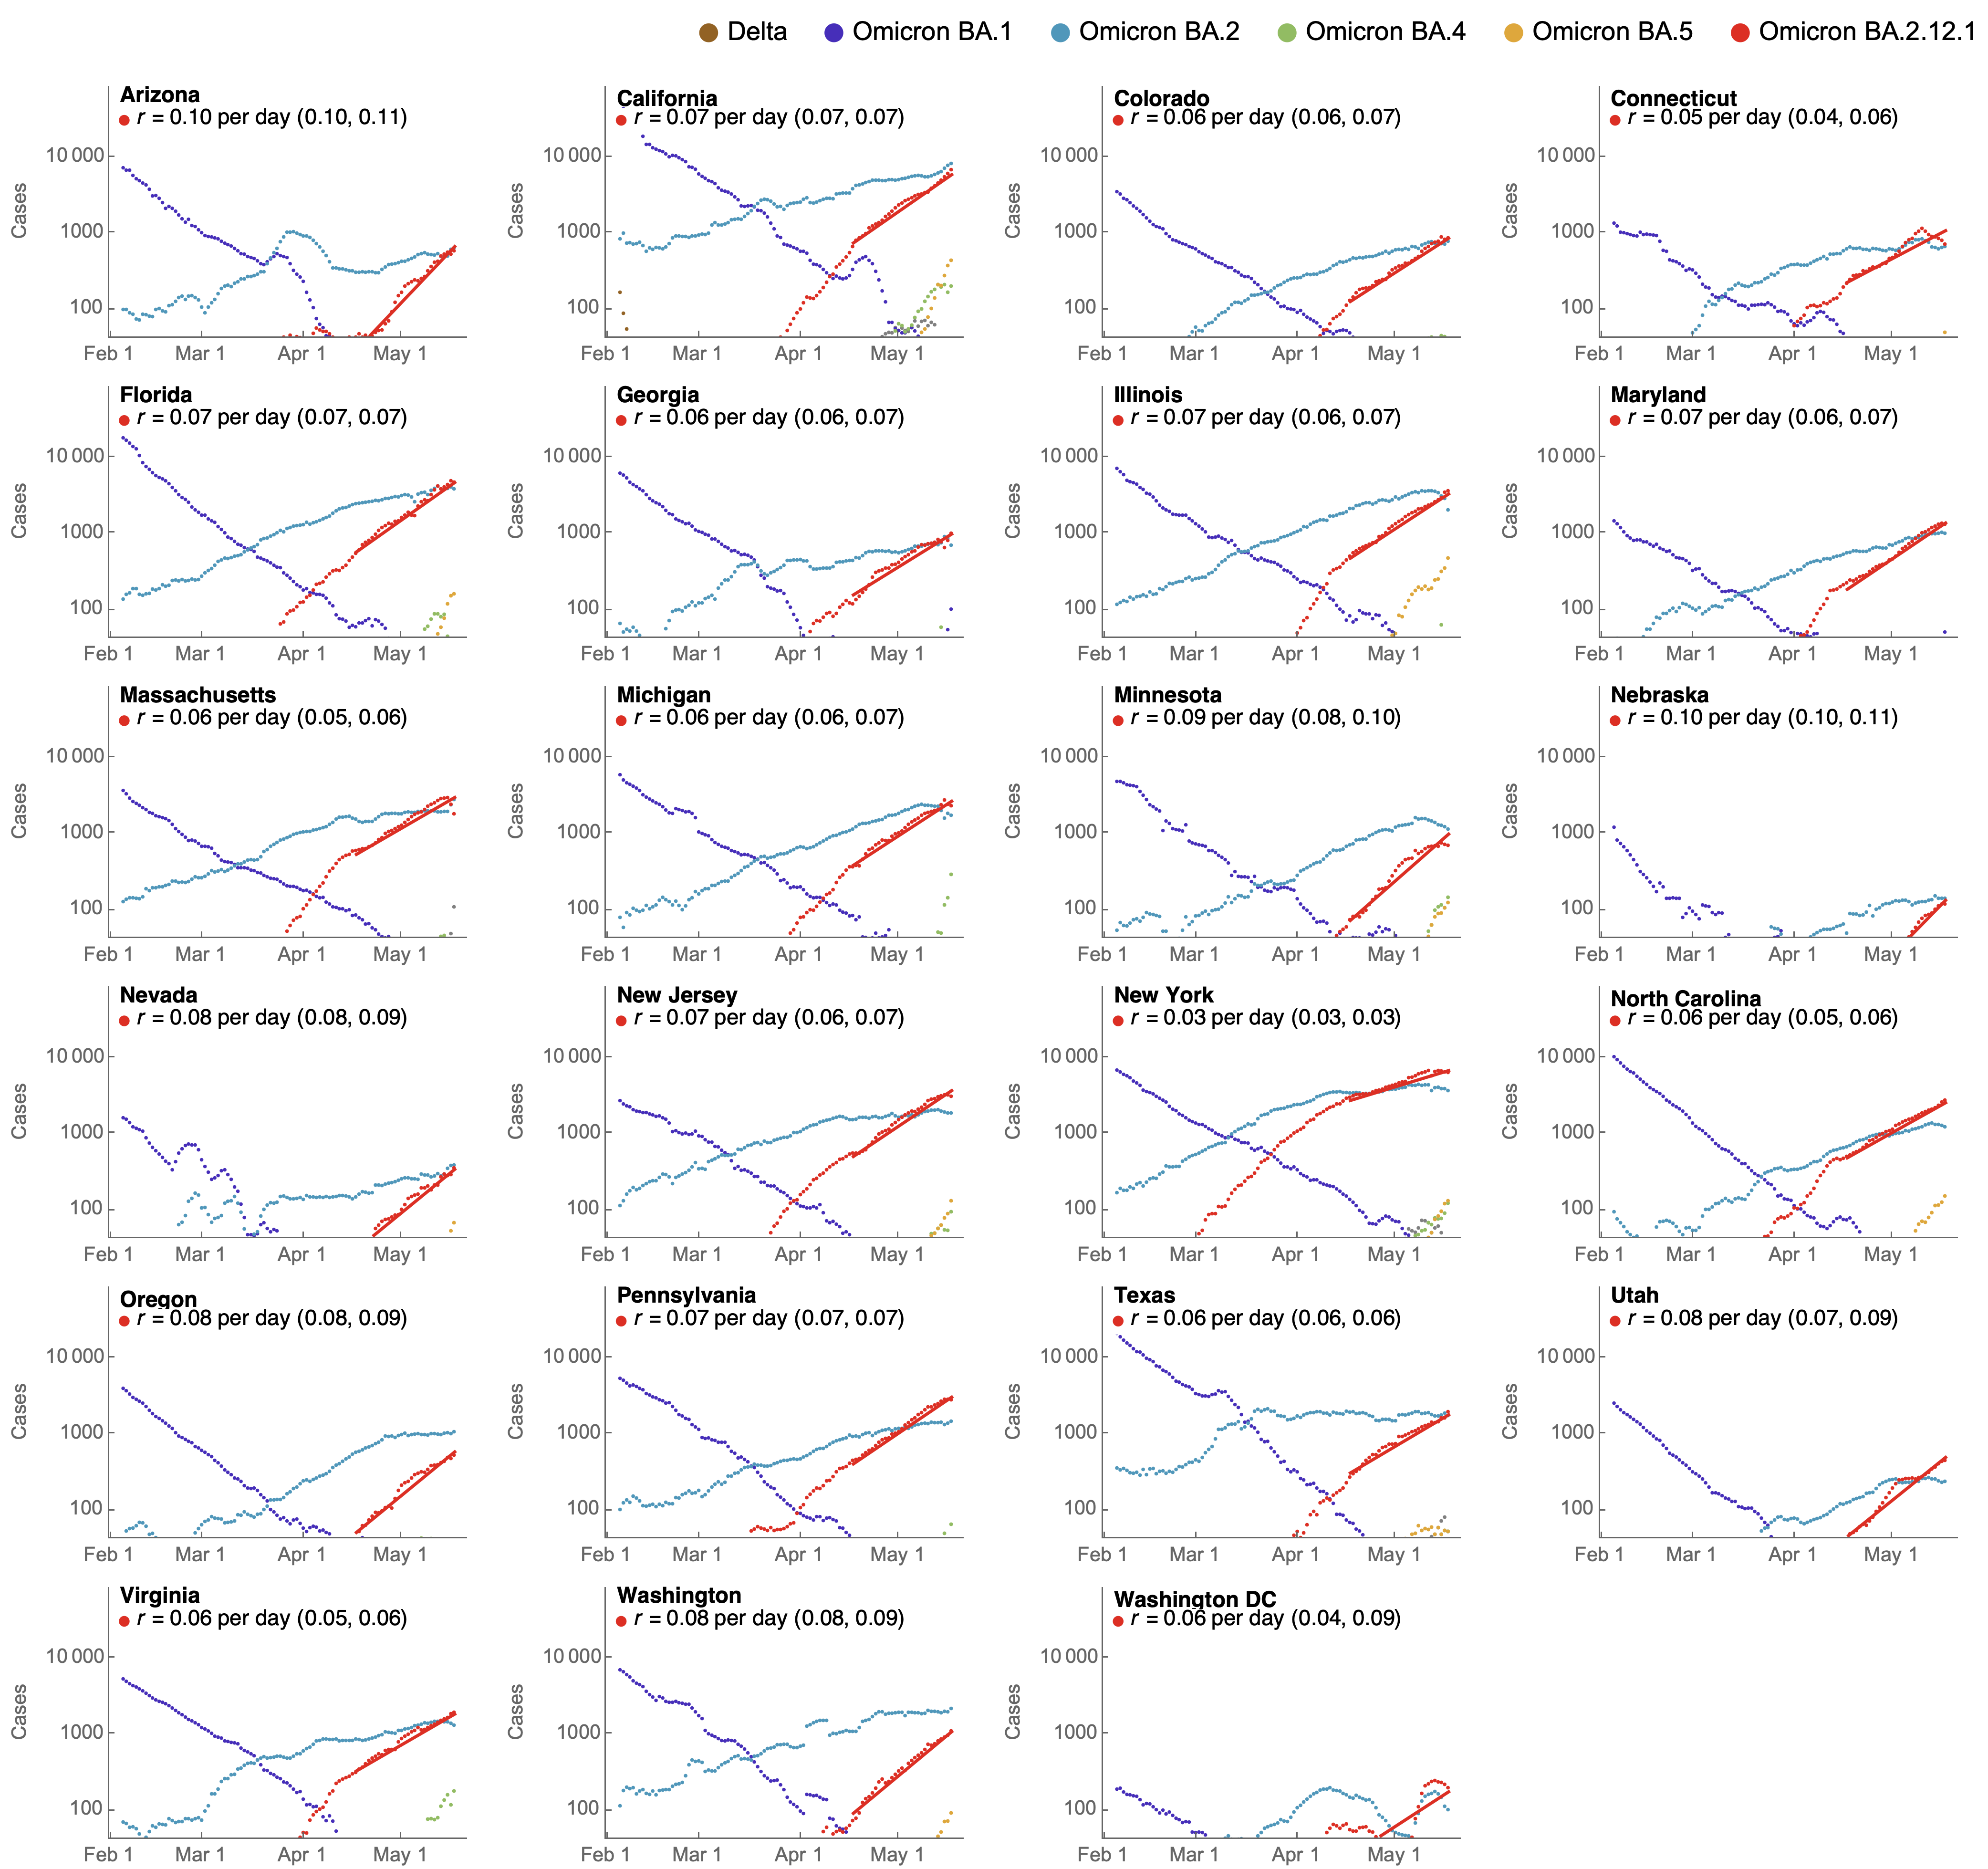 Delta Omicron BA.1 Omicron BA.2 Omicron BA.4 Omicron BA.5 Omicron BA.2.12.1
Arizona
r = 0.10 per day (0.10, 0.11)
Cases
10 000
1000
100
Feb 1 Mar 1 Apr 1 May 1
California
r = 0.07 per day (0.07, 0.07)
Cases
10 000
1000
100
Feb 1 Mar 1 Apr 1 May 1
Colorado
r = 0.06 per day (0.06, 0.07)
Cases
10 000
1000
100
Feb 1 Mar 1 Apr 1 May 1
Connecticut
r = 0.05 per day (0.04, 0.06)
Cases
10 000
1000
100
Feb 1 Mar 1 Apr 1 May 1
Florida
r = 0.07 per day (0.07, 0.07)
Cases
10 000
1000
100
Feb 1 Mar 1 Apr 1 May 1
Georgia
r = 0.06 per day (0.06, 0.07)
Cases
10 000
1000
100
Feb 1 Mar 1 Apr 1 May 1
Illinois
r = 0.07 per day (0.06, 0.07)
Cases
10 000
1000
100
Feb 1 Mar 1 Apr 1 May 1
Maryland
r = 0.07 per day (0.06, 0.07)
Cases
10 000
1000
100
Feb 1 Mar 1 Apr 1 May 1
Massachusetts
r = 0.06 per day (0.05, 0.06)
Cases
10 000
1000
100
Feb 1 Mar 1 Apr 1 May 1
Michigan
r = 0.06 per day (0.06, 0.07)
Cases
10 000
1000
100
Feb 1 Mar 1 Apr 1 May 1
Minnesota
r = 0.09 per day (0.08, 0.10)
Cases
10 000
1000
100
Feb 1 Mar 1 Apr 1 May 1
Nebraska
r = 0.10 per day (0.10, 0.11)
Cases
10 000
1000
100
Feb 1 Mar 1 Apr 1 May 1
Nevada
r = 0.08 per day (0.08, 0.09)
Cases
10 000
1000
100
Feb 1 Mar 1 Apr 1 May 1
New Jersey
r = 0.07 per day (0.06, 0.07)
Cases
10 000
1000
100
Feb 1 Mar 1 Apr 1 May 1
New York
r = 0.03 per day (0.03, 0.03)
Cases
10 000
1000
100
Feb 1 Mar 1 Apr 1 May 1
North Carolina
r = 0.06 per day (0.05, 0.06)
Cases
10 000
1000
100
Feb 1 Mar 1 Apr 1 May 1
Oregon
r = 0.08 per day (0.08, 0.09)
Cases
10 000
1000
100
Feb 1 Mar 1 Apr 1 May 1
Pennsylvania
r = 0.07 per day (0.07, 0.07)
Cases
10 000
1000
100
Feb 1 Mar 1 Apr 1 May 1
Texas
r = 0.06 per day (0.06, 0.06)
Cases
10 000
1000
100
Feb 1 Mar 1 Apr 1 May 1
Utah
r = 0.08 per day (0.07, 0.09)
Cases
10 000
1000
100
Feb 1 Mar 1 Apr 1 May 1
Virginia
r = 0.06 per day (0.05, 0.06)
Cases
10 000
1000
100
Feb 1 Mar 1 Apr 1 May 1
Washington
r = 0.08 per day (0.08, 0.09)
Cases
10 000
1000
100
Feb 1 Mar 1 Apr 1 May 1
Washington DC
r = 0.06 per day (0.04, 0.09)
Cases
10 000
1000
100
Feb 1 Mar 1 Apr 1 May 1